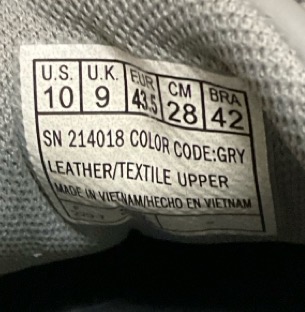 U.S. U.K. EUR CM BRA
10 9 43.5 28 42
SN 214018 COLOR CODE:GRY
LEATHER/TEXTILE UPPER
MADE IN VIETNAM/HECHO EN VIETNAM